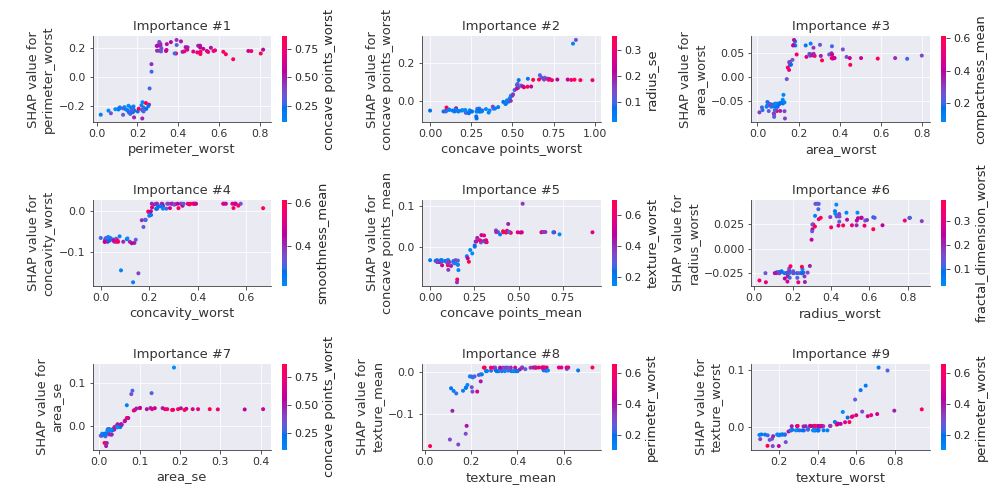 Importance #1
SHAP value for
perimeter_worst
0.2
0.0
−0.2
0.0
0.2
0.4
0.6
0.8
perimeter_worst
0.75
0.50
0.25
concave points_worst
Importance #2
SHAP value for
concave points_worst
0.2
0.0
0.00
0.25
0.50
0.75
1.00
concave points_worst
0.3
0.2
0.1
radius_se
Importance #3
SHAP value for
area_worst
0.05
0.00
−0.05
0.0
0.2
0.4
0.6
0.8
area_worst
0.6
0.4
0.2
compactness_mean
Importance #4
SHAP value for
concavity_worst
0.0
−0.1
0.0
0.2
0.4
0.6
concavity_worst
0.6
0.4
smoothness_mean
Importance #5
SHAP value for
concave points_mean
0.1
0.0
0.00
0.25
0.50
0.75
concave points_mean
0.6
0.4
0.2
texture_worst
Importance #6
SHAP value for
radius_worst
0.025
0.000
−0.025
0.0
0.2
0.4
0.6
0.8
radius_worst
0.3
0.2
0.1
fractal_dimension_worst
Importance #7
SHAP value for
area_se
0.1
0.0
0.0
0.1
0.2
0.3
0.4
area_se
0.75
0.50
0.25
concave points_worst
Importance #8
SHAP value for
texture_mean
0.0
−0.1
0.0
0.2
0.4
0.6
texture_mean
0.6
0.4
0.2
perimeter_worst
Importance #9
SHAP value for
texture_worst
0.1
0.0
0.2
0.4
0.6
0.8
texture_worst
0.6
0.4
0.2
perimeter_worst